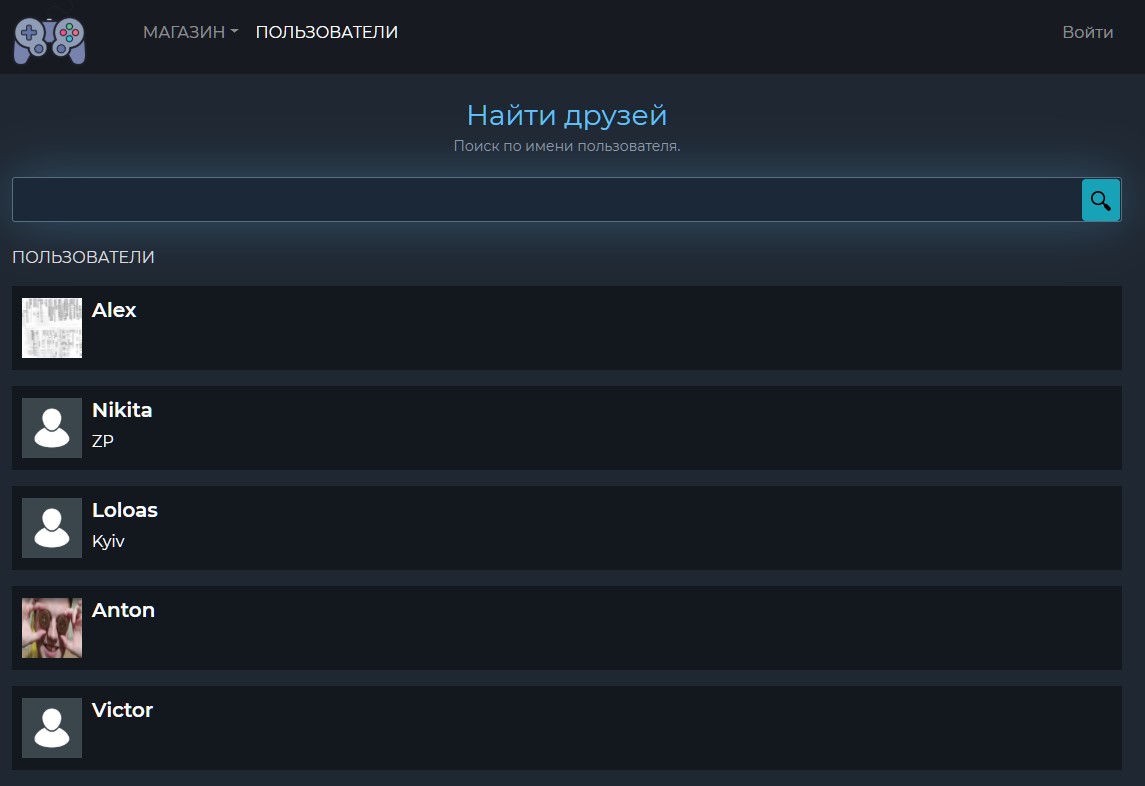 МАГАЗИН ПОЛЬЗОВАТЕЛИ Войти
Найти друзей
Поиск по имени пользователя.
ПОЛЬЗОВАТЕЛИ
Alex
Nikita
ZP
Loloas
Kyiv
Anton
Victor